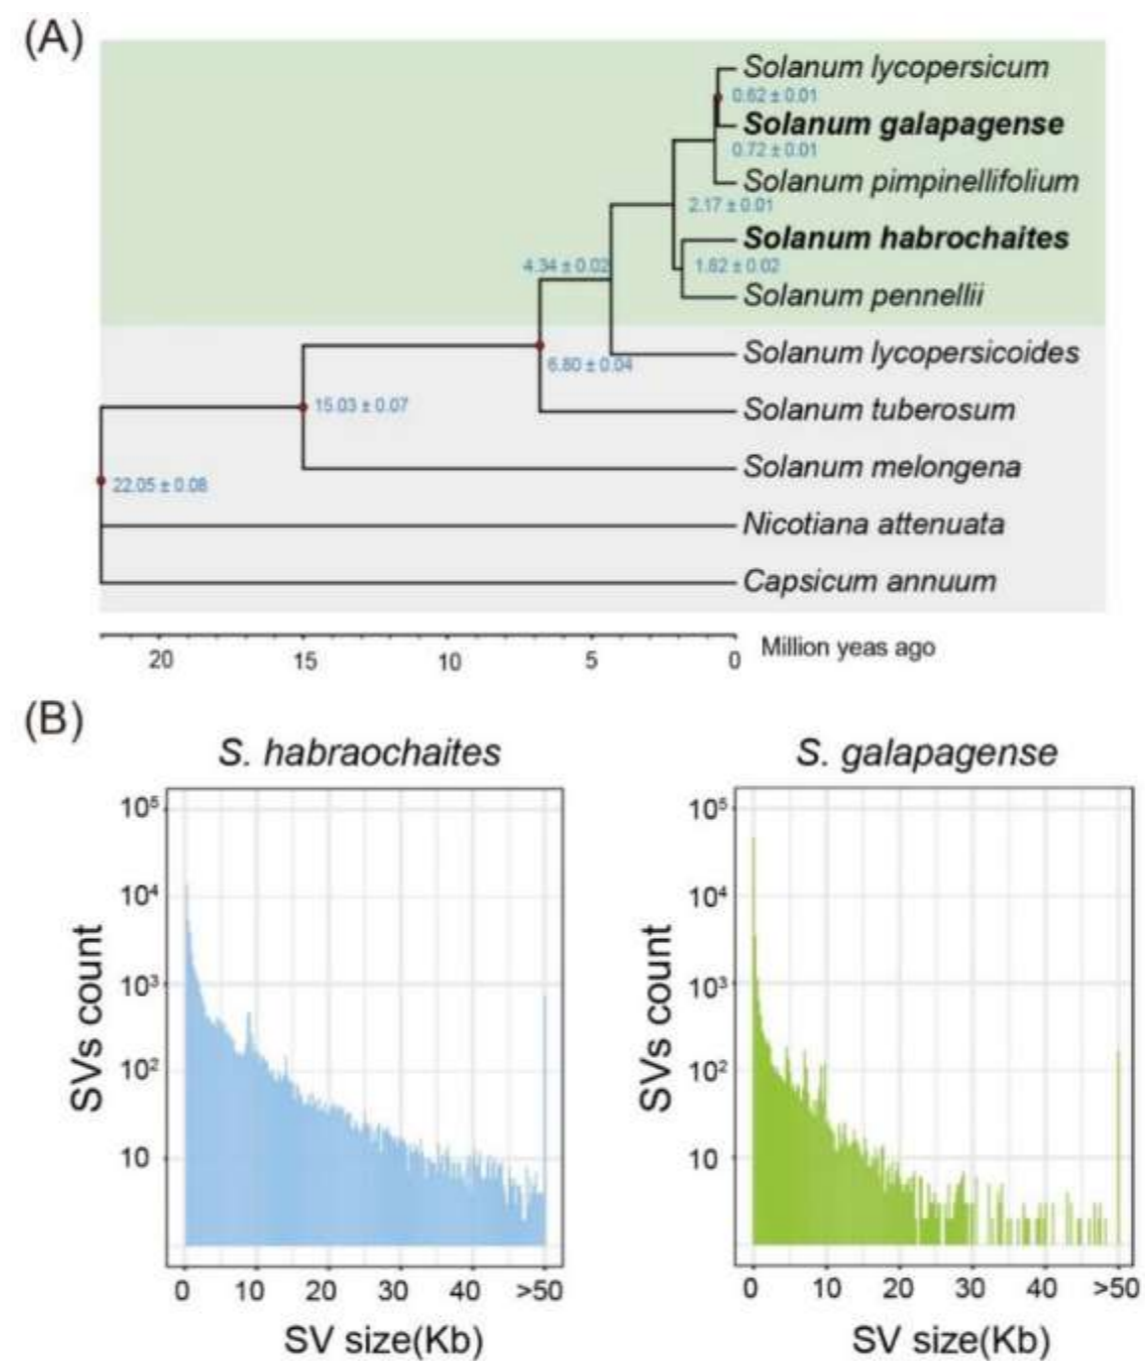 (A)
Solanum lycopersicum
0.62 ± 0.01
Solanum galapagense
0.72 ± 0.01
Solanum pimpinellifolium
2.17 ± 0.01
Solanum habrochaites
4.34 ± 0.02
1.82 ± 0.02
Solanum pennellii
Solanum lycopersicoides
6.80 ± 0.04
15.03 ± 0.07
Solanum tuberosum
Solanum melongena
22.05 ± 0.08
Nicotiana attenuata
Capsicum annuum
20 15 10 5 0 Million yeas ago
(B)
S. habraochaites
10⁵
10⁴
10³
10²
10
SVs count
0 10 20 30 40 >50
SV size(Kb)
S. galapagense
10⁵
10⁴
10³
10²
10
SVs count
0 10 20 30 40 >50
SV size(Kb)